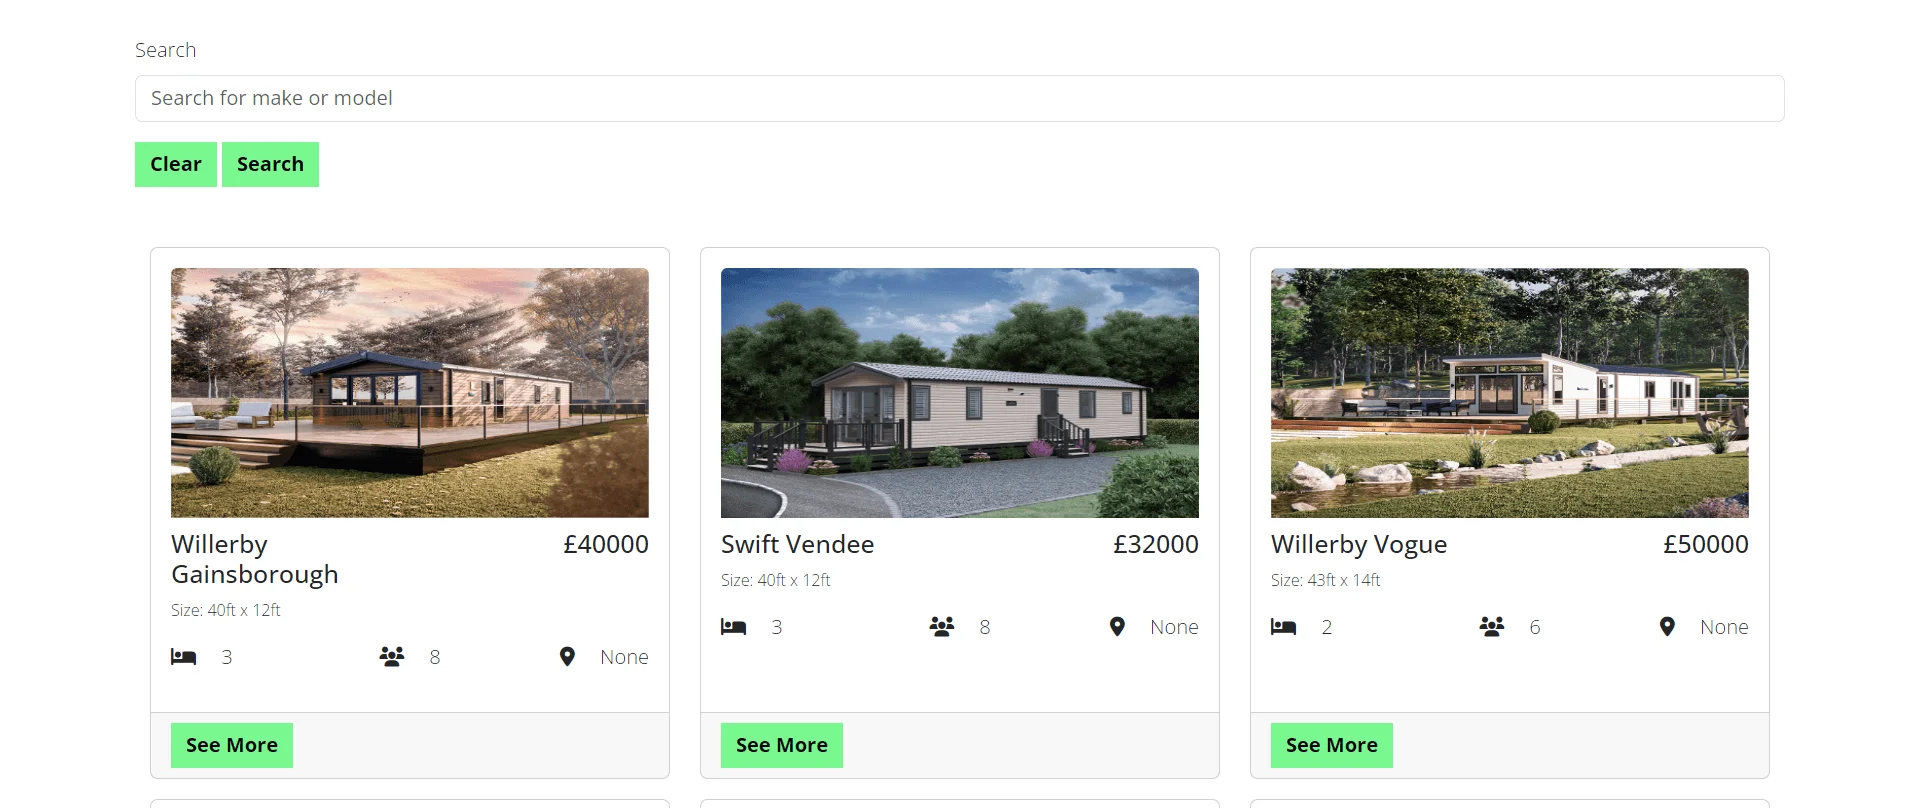 Search
Search for make or model
Clear Search
Willerby
Gainsborough
£40000
Size: 40ft x 12ft
3 8 None
See More
Swift Vendee £32000
Size: 40ft x 12ft
3 8 None
See More
Willerby Vogue £50000
Size: 43ft x 14ft
2 6 None
See More